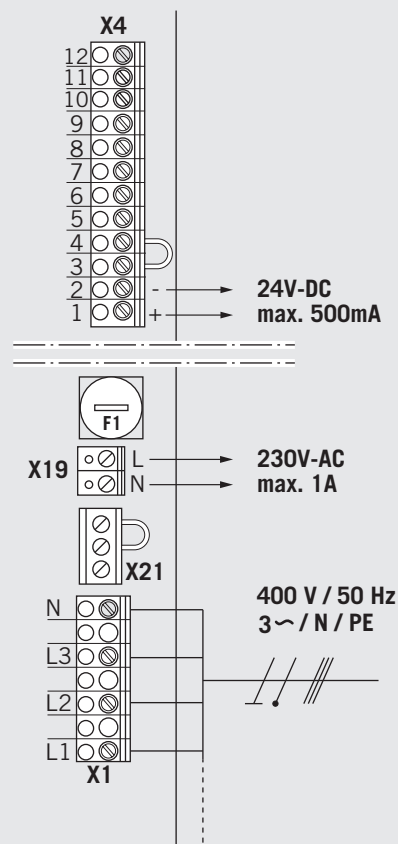 X4
12
11
10
9
8
7
6
5
4
3
2 - 24V-DC
1 + max. 500mA
F1
X19 L 230V-AC
N max. 1A
X21
400 V / 50 Hz
3~ / N / PE
N
L3
L2
L1
X1